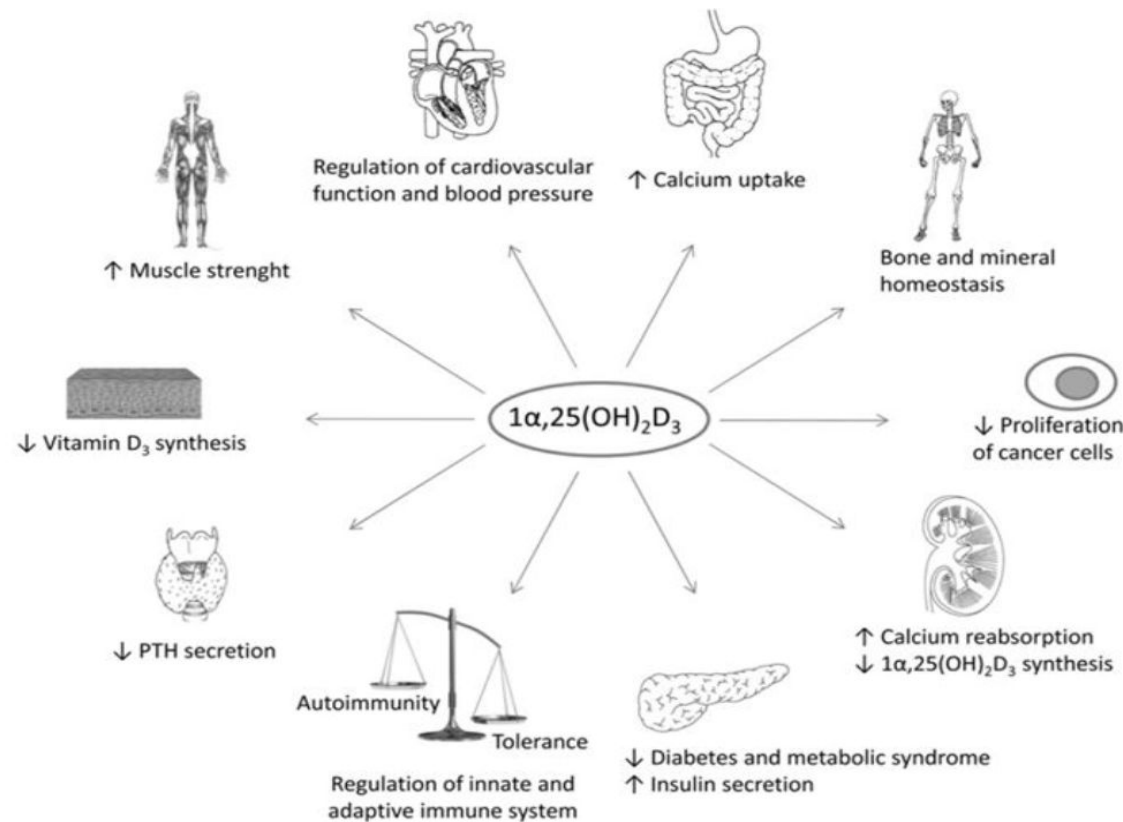 Regulation of cardiovascular
function and blood pressure
↑ Calcium uptake
↑ Muscle strenght
Bone and mineral
homeostasis
1α,25(OH)₂D₃
↓ Vitamin D₃ synthesis
↓ Proliferation
of cancer cells
↓ PTH secretion
↑ Calcium reabsorption
↓ 1α,25(OH)₂D₃ synthesis
Autoimmunity
Tolerance
Regulation of innate and
adaptive immune system
↓ Diabetes and metabolic syndrome
↑ Insulin secretion